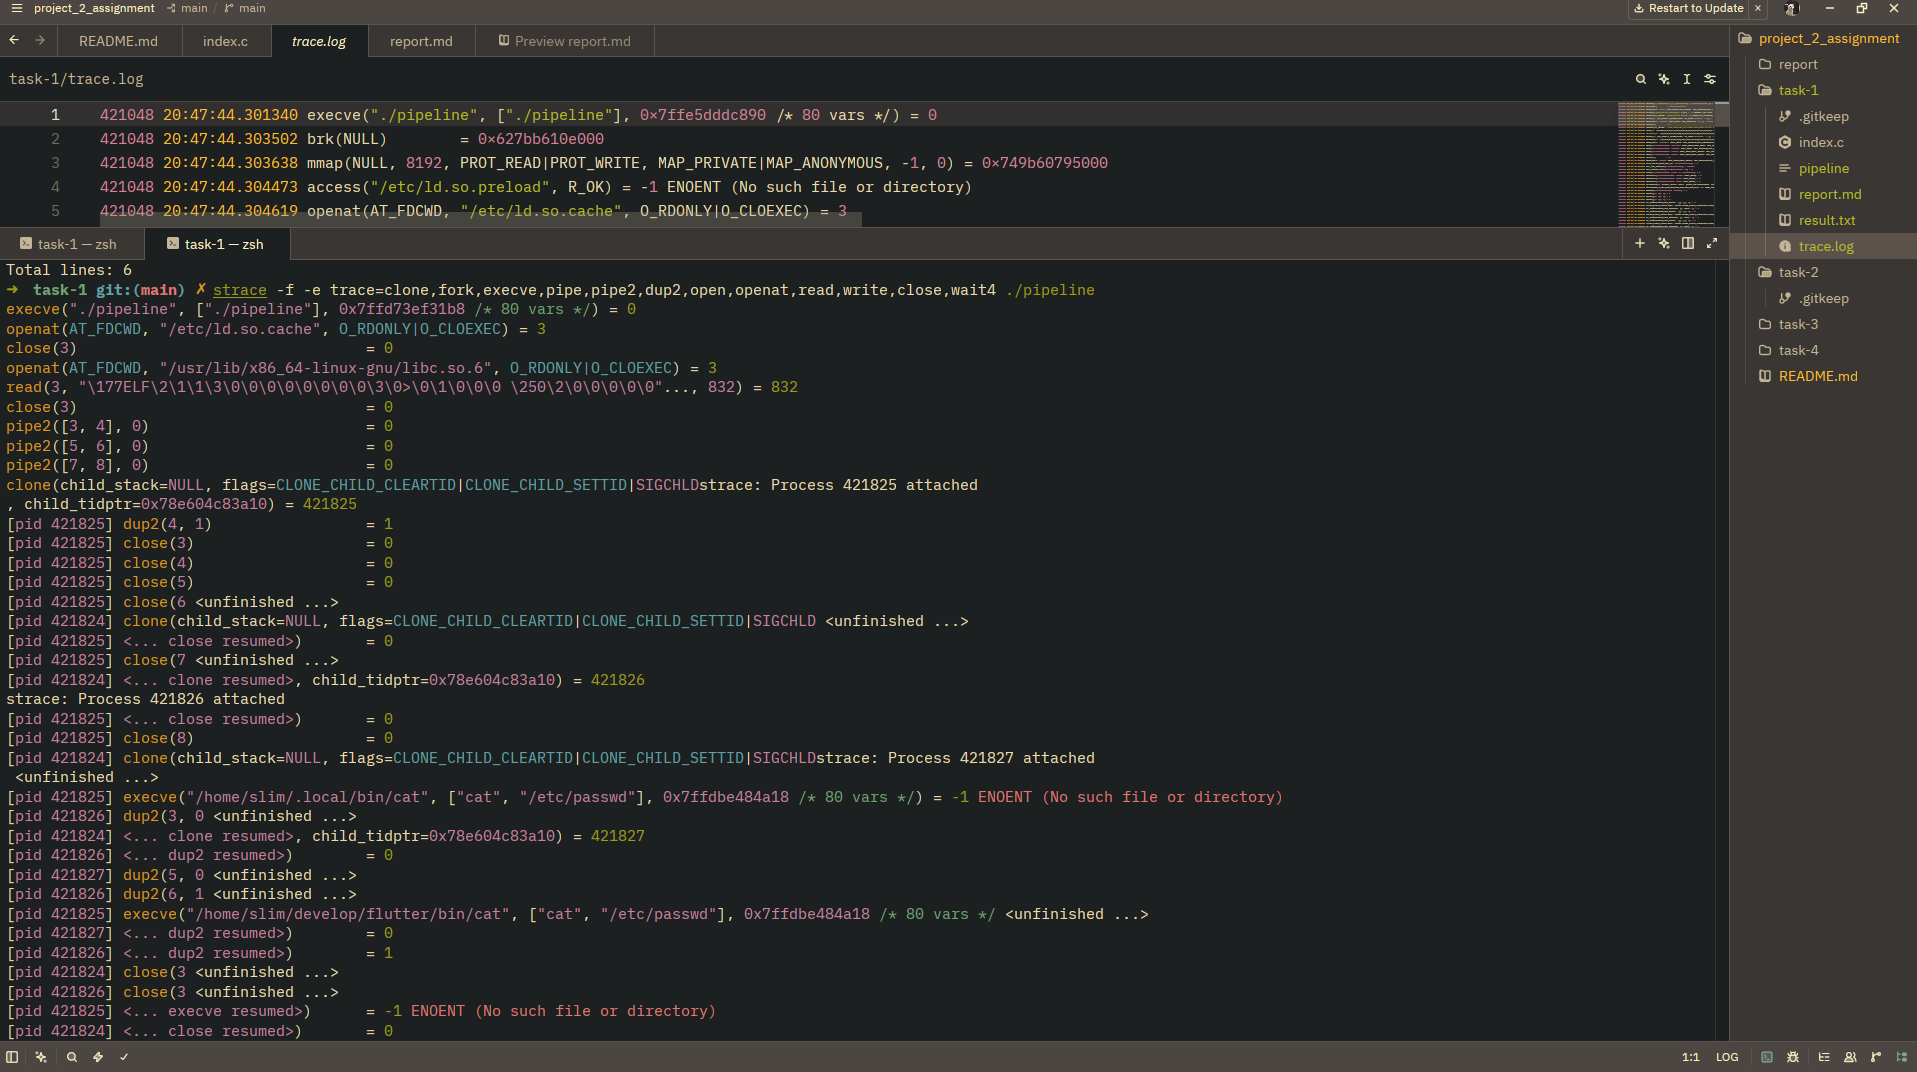 project_2_assignment main / main
Restart to Update ×
README.md index.c trace.log report.md Preview report.md
task-1/trace.log
1 421048 20:47:44.301340 execve("./pipeline", ["./pipeline"], 0×7ffe5dddc890 /* 80 vars */) = 0
2 421048 20:47:44.303502 brk(NULL) = 0×627bb610e000
3 421048 20:47:44.303638 mmap(NULL, 8192, PROT_READ|PROT_WRITE, MAP_PRIVATE|MAP_ANONYMOUS, -1, 0) = 0×749b60795000
4 421048 20:47:44.304473 access("/etc/ld.so.preload", R_OK) = -1 ENOENT (No such file or directory)
5 421048 20:47:44.304619 openat(AT_FDCWD, "/etc/ld.so.cache", O_RDONLY|O_CLOEXEC) = 3
task-1 — zsh task-1 — zsh
Total lines: 6
→ task-1 git:(main) ✗ strace -f -e trace=clone,fork,execve,pipe,pipe2,dup2,open,openat,read,write,close,wait4 ./pipeline
execve("./pipeline", ["./pipeline"], 0x7ffd73ef31b8 /* 80 vars */) = 0
openat(AT_FDCWD, "/etc/ld.so.cache", O_RDONLY|O_CLOEXEC) = 3
close(3) = 0
openat(AT_FDCWD, "/usr/lib/x86_64-linux-gnu/libc.so.6", O_RDONLY|O_CLOEXEC) = 3
read(3, "\177ELF\2\1\1\3\0\0\0\0\0\0\0\0\3\0>\0\1\0\0\0 \250\2\0\0\0\0\0"..., 832) = 832
close(3) = 0
pipe2([3, 4], 0) = 0
pipe2([5, 6], 0) = 0
pipe2([7, 8], 0) = 0
clone(child_stack=NULL, flags=CLONE_CHILD_CLEARTID|CLONE_CHILD_SETTID|SIGCHLDstrace: Process 421825 attached
, child_tidptr=0x78e604c83a10) = 421825
[pid 421825] dup2(4, 1) = 1
[pid 421825] close(3) = 0
[pid 421825] close(4) = 0
[pid 421825] close(5) = 0
[pid 421825] close(6 <unfinished ...>
[pid 421824] clone(child_stack=NULL, flags=CLONE_CHILD_CLEARTID|CLONE_CHILD_SETTID|SIGCHLD <unfinished ...>
[pid 421825] <... close resumed>) = 0
[pid 421825] close(7 <unfinished ...>
[pid 421824] <... clone resumed>, child_tidptr=0x78e604c83a10) = 421826
strace: Process 421826 attached
[pid 421825] <... close resumed>) = 0
[pid 421825] close(8) = 0
[pid 421824] clone(child_stack=NULL, flags=CLONE_CHILD_CLEARTID|CLONE_CHILD_SETTID|SIGCHLDstrace: Process 421827 attached
<unfinished ...>
[pid 421825] execve("/home/slim/.local/bin/cat", ["cat", "/etc/passwd"], 0x7ffdbe484a18 /* 80 vars */) = -1 ENOENT (No such file or directory)
[pid 421826] dup2(3, 0 <unfinished ...>
[pid 421824] <... clone resumed>, child_tidptr=0x78e604c83a10) = 421827
[pid 421826] <... dup2 resumed>) = 0
[pid 421827] dup2(5, 0 <unfinished ...>
[pid 421826] dup2(6, 1 <unfinished ...>
[pid 421825] execve("/home/slim/develop/flutter/bin/cat", ["cat", "/etc/passwd"], 0x7ffdbe484a18 /* 80 vars */ <unfinished ...>
[pid 421827] <... dup2 resumed>) = 0
[pid 421826] <... dup2 resumed>) = 1
[pid 421824] close(3 <unfinished ...>
[pid 421826] close(3 <unfinished ...>
[pid 421825] <... execve resumed>) = -1 ENOENT (No such file or directory)
[pid 421824] <... close resumed>) = 0
project_2_assignment
report
task-1
.gitkeep
index.c
pipeline
report.md
result.txt
trace.log
task-2
.gitkeep
task-3
task-4
README.md
1:1 LOG